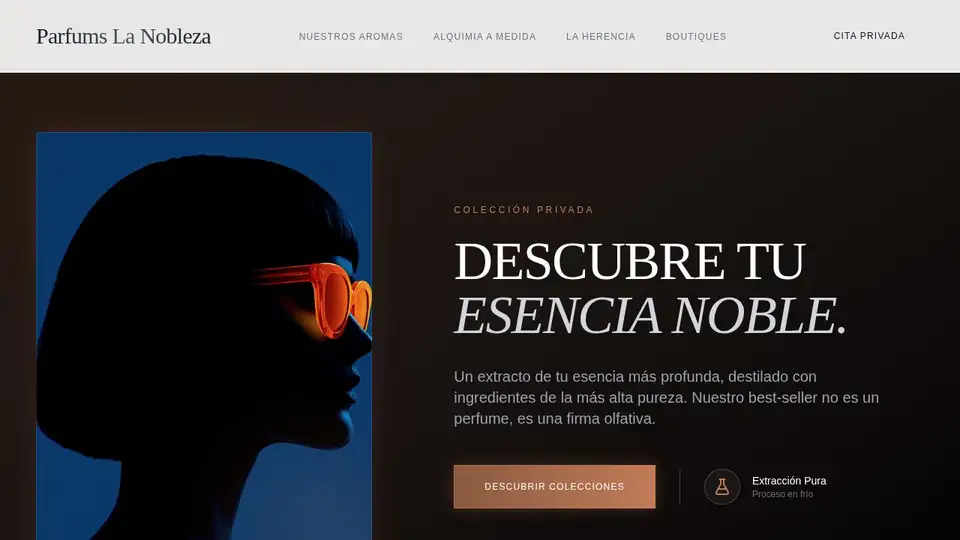 Parfums La Nobleza
NUESTROS AROMAS
ALQUIMIA A MEDIDA
LA HERENCIA
BOUTIQUES
CITA PRIVADA
COLECCIÓN PRIVADA
DESCUBRE TU
ESENCIA NOBLE.
Un extracto de tu esencia más profunda, destilado con
ingredientes de la más alta pureza. Nuestro best-seller no es un
perfume, es una firma olfativa.
DESCUBRIR COLECCIONES
Extracción Pura
Proceso en frío